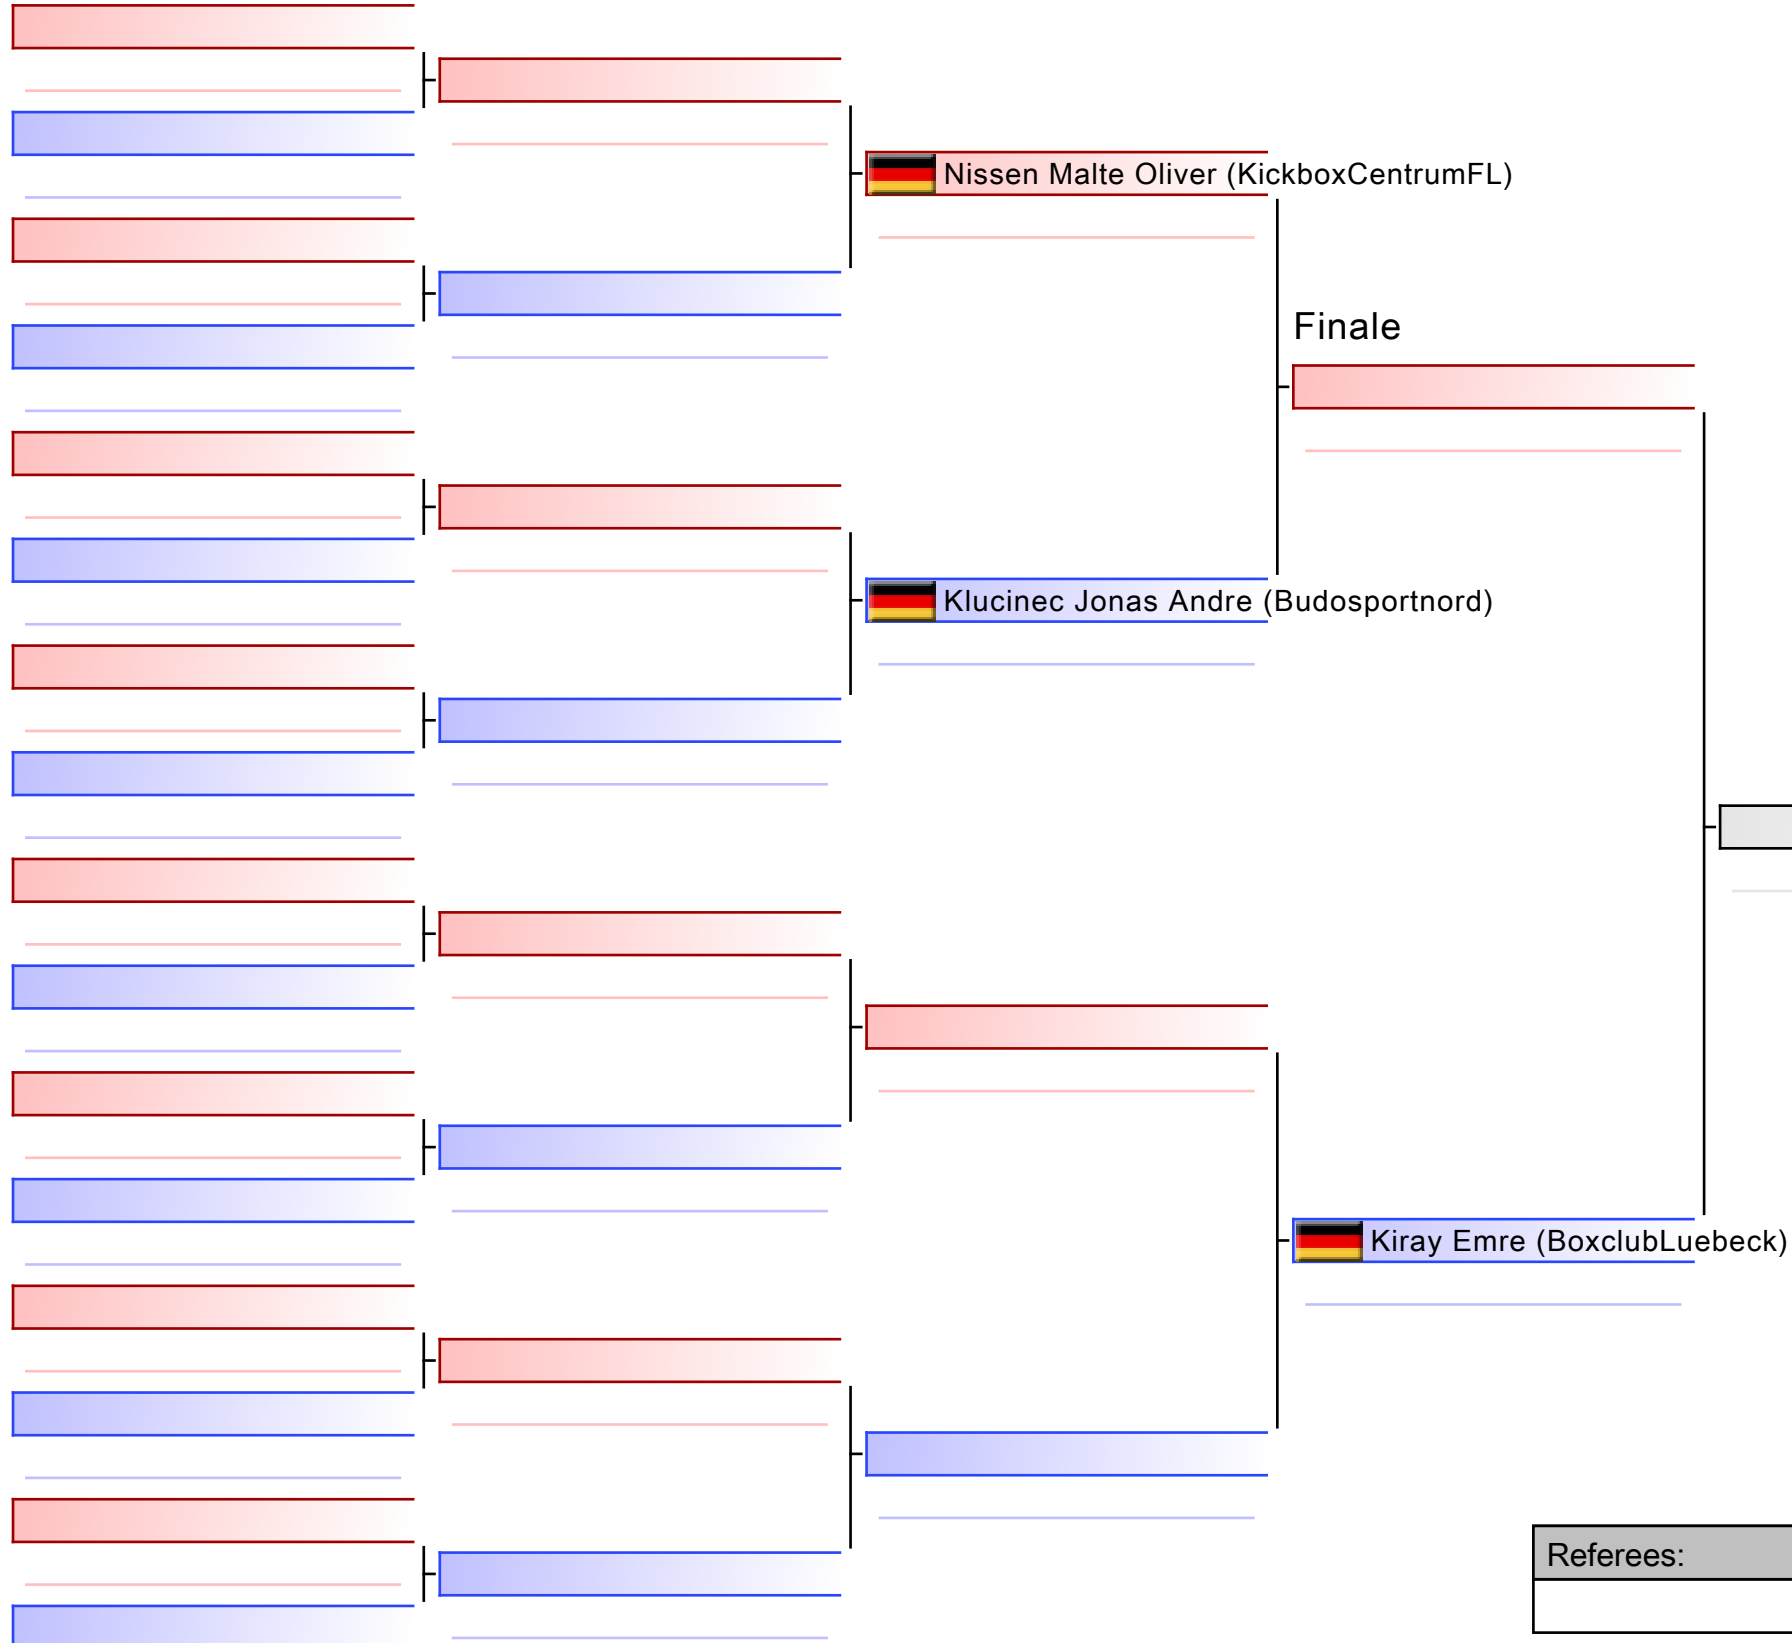 Nissen Malte Oliver (KickboxCentrumFL)
Finale
Klucinec Jonas Andre (Budosportnord)
Kiray Emre (BoxclubLuebeck)
Referees: